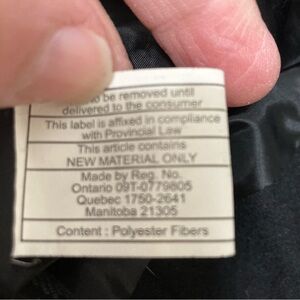 to be removed until
delivered to the consumer
This label is affixed in compliance
with Provincial Law
This article contains
NEW MATERIAL ONLY
Made by Reg. No.
Ontario 09T-0779805
Quebec 1750-2641
Manitoba 21305
Content : Polyester Fibers